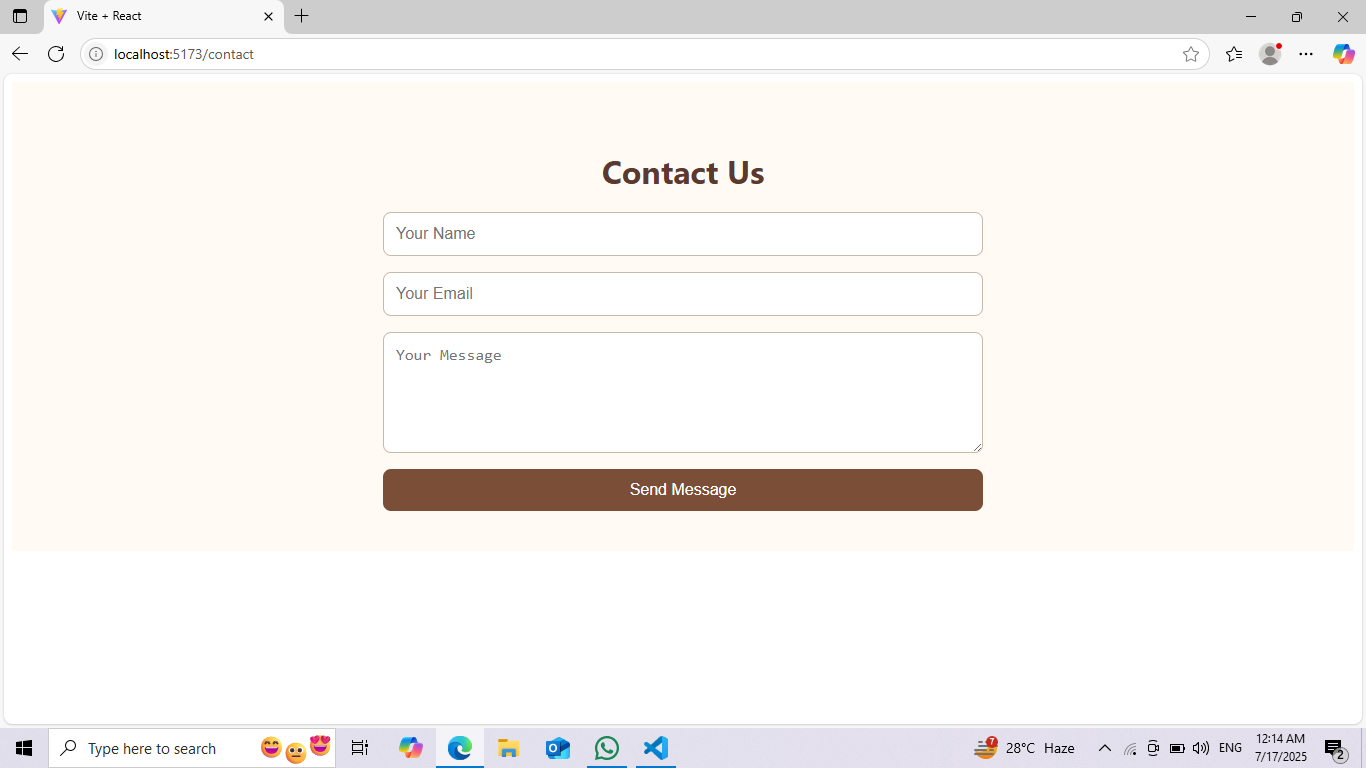 Vite + React
localhost:5173/contact
Contact Us
Your Name
Your Email
Your Message
Send Message
Type here to search
7
28°C Haze
ENG
12:14 AM
7/17/2025
2